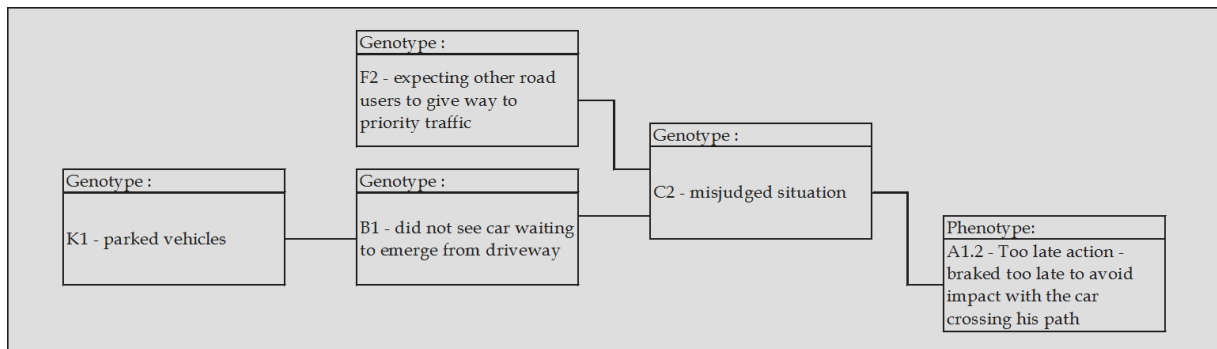 Genotype :
F2 - expecting other road
users to give way to
priority traffic
Genotype :
C2 - misjudged situation
Genotype :
K1 - parked vehicles
Genotype :
B1 - did not see car waiting
to emerge from driveway
Phenotype:
A1.2 - Too late action -
braked too late to avoid
impact with the car
crossing his path